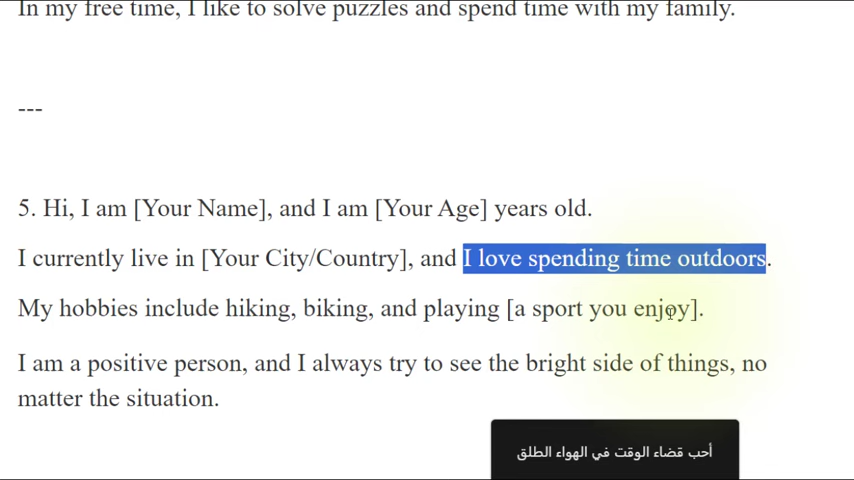 In my free time, I like to solve puzzles and spend time with my family.
---
5. Hi, I am [Your Name], and I am [Your Age] years old.
I currently live in [Your City/Country], and I love spending time outdoors.
My hobbies include hiking, biking, and playing [a sport you enjoy].
I am a positive person, and I always try to see the bright side of things, no
matter the situation.
أحب قضاء الوقت في الهواء الطلق